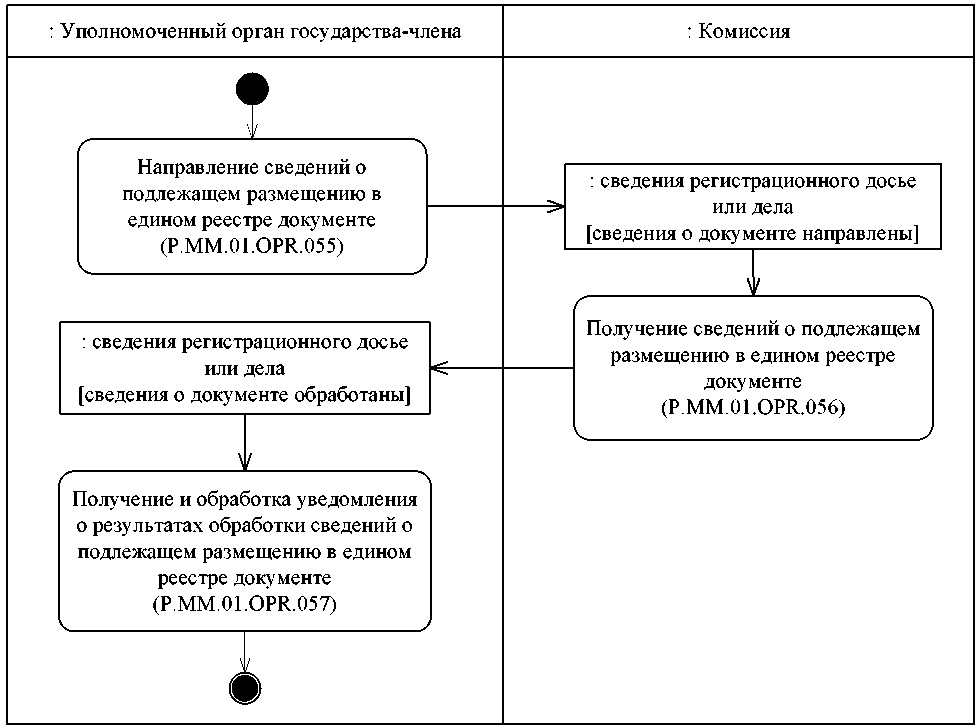 : Уполномоченный орган государства-члена
: Комиссия
Направление сведений о
подлежащем размещению в
едином реестре документе
(P.MM.01.OPR.055)
: сведения регистрационного досье
или дела
[сведения о документе направлены]
Получение сведений о подлежащем
размещению в едином реестре
документе
(P.MM.01.OPR.056)
: сведения регистрационного досье
или дела
[сведения о документе обработаны]
Получение и обработка уведомления
о результатах обработки сведений о
подлежащем размещению в едином
реестре документе
(P.MM.01.OPR.057)